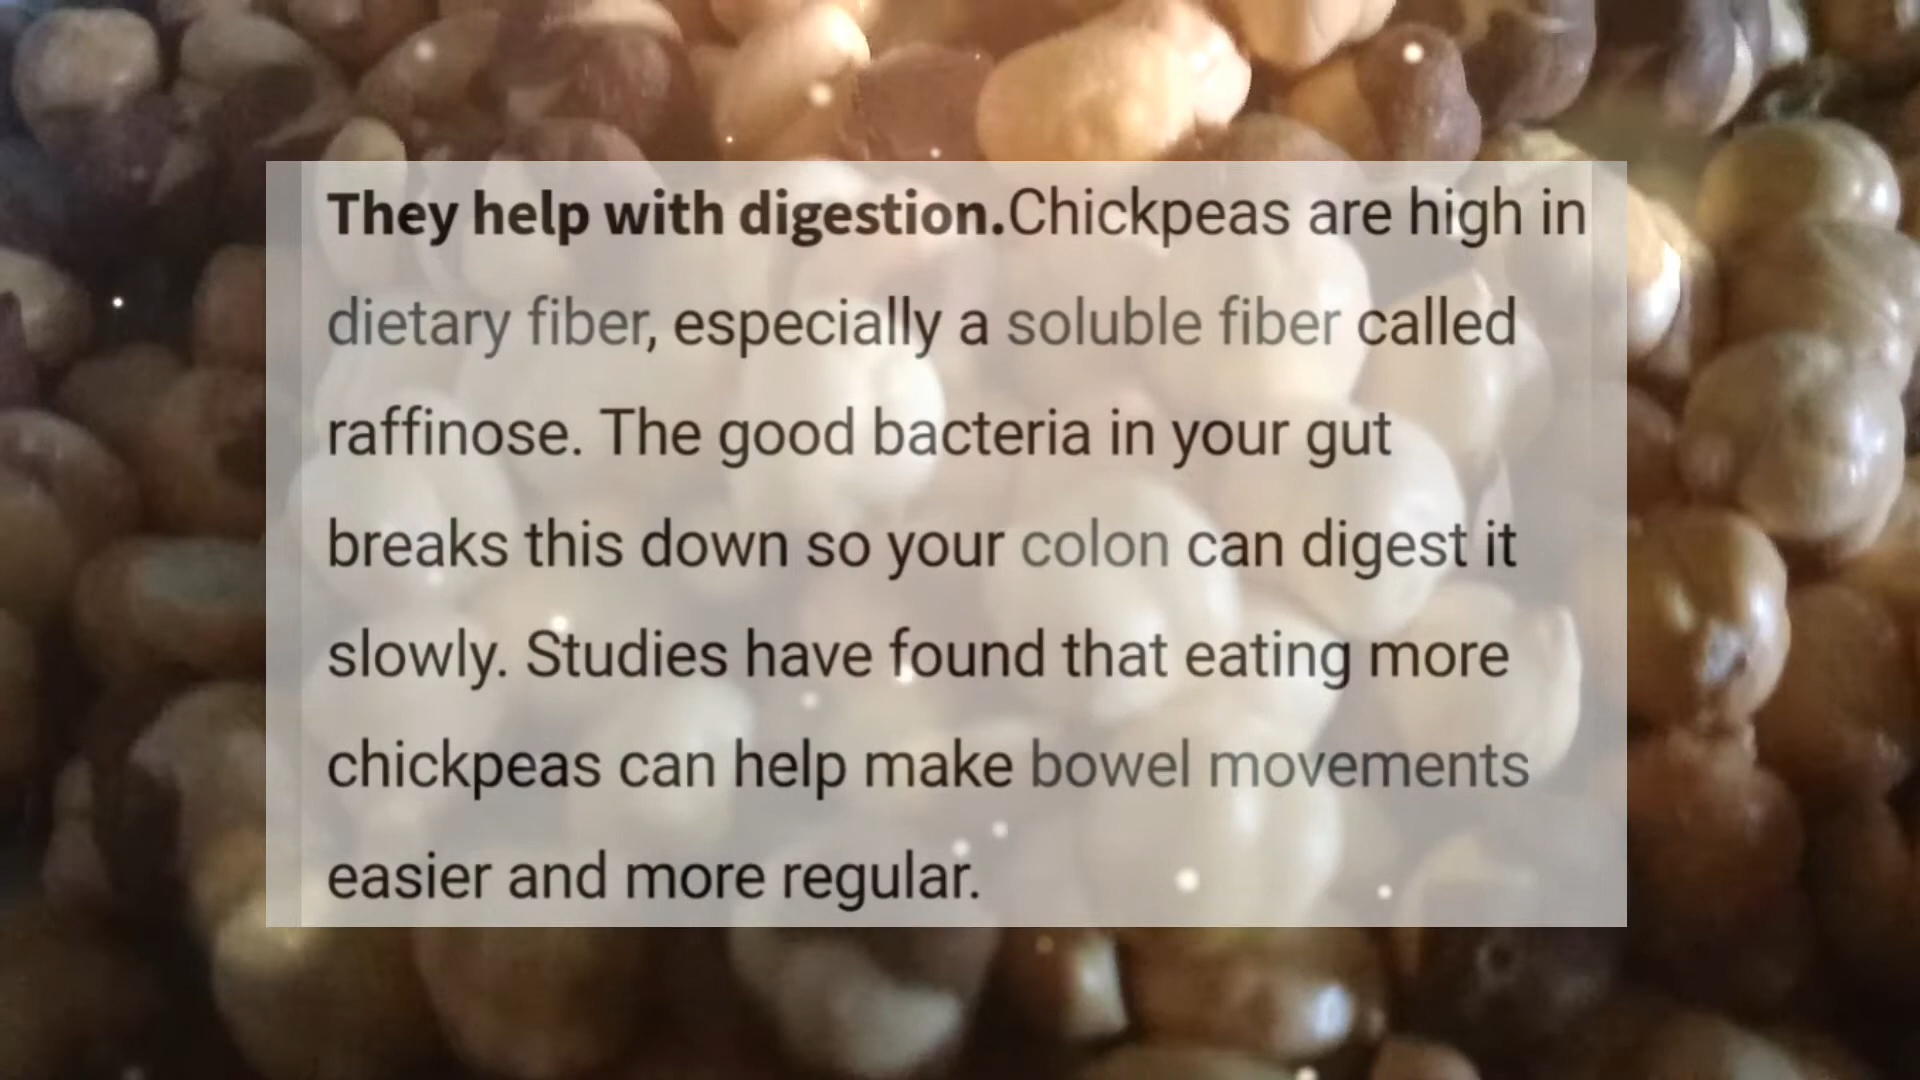 They help with digestion.Chickpeas are high in
dietary fiber, especially a soluble fiber called
raffinose. The good bacteria in your gut
breaks this down so your colon can digest it
slowly. Studies have found that eating more
chickpeas can help make bowel movements
easier and more regular.